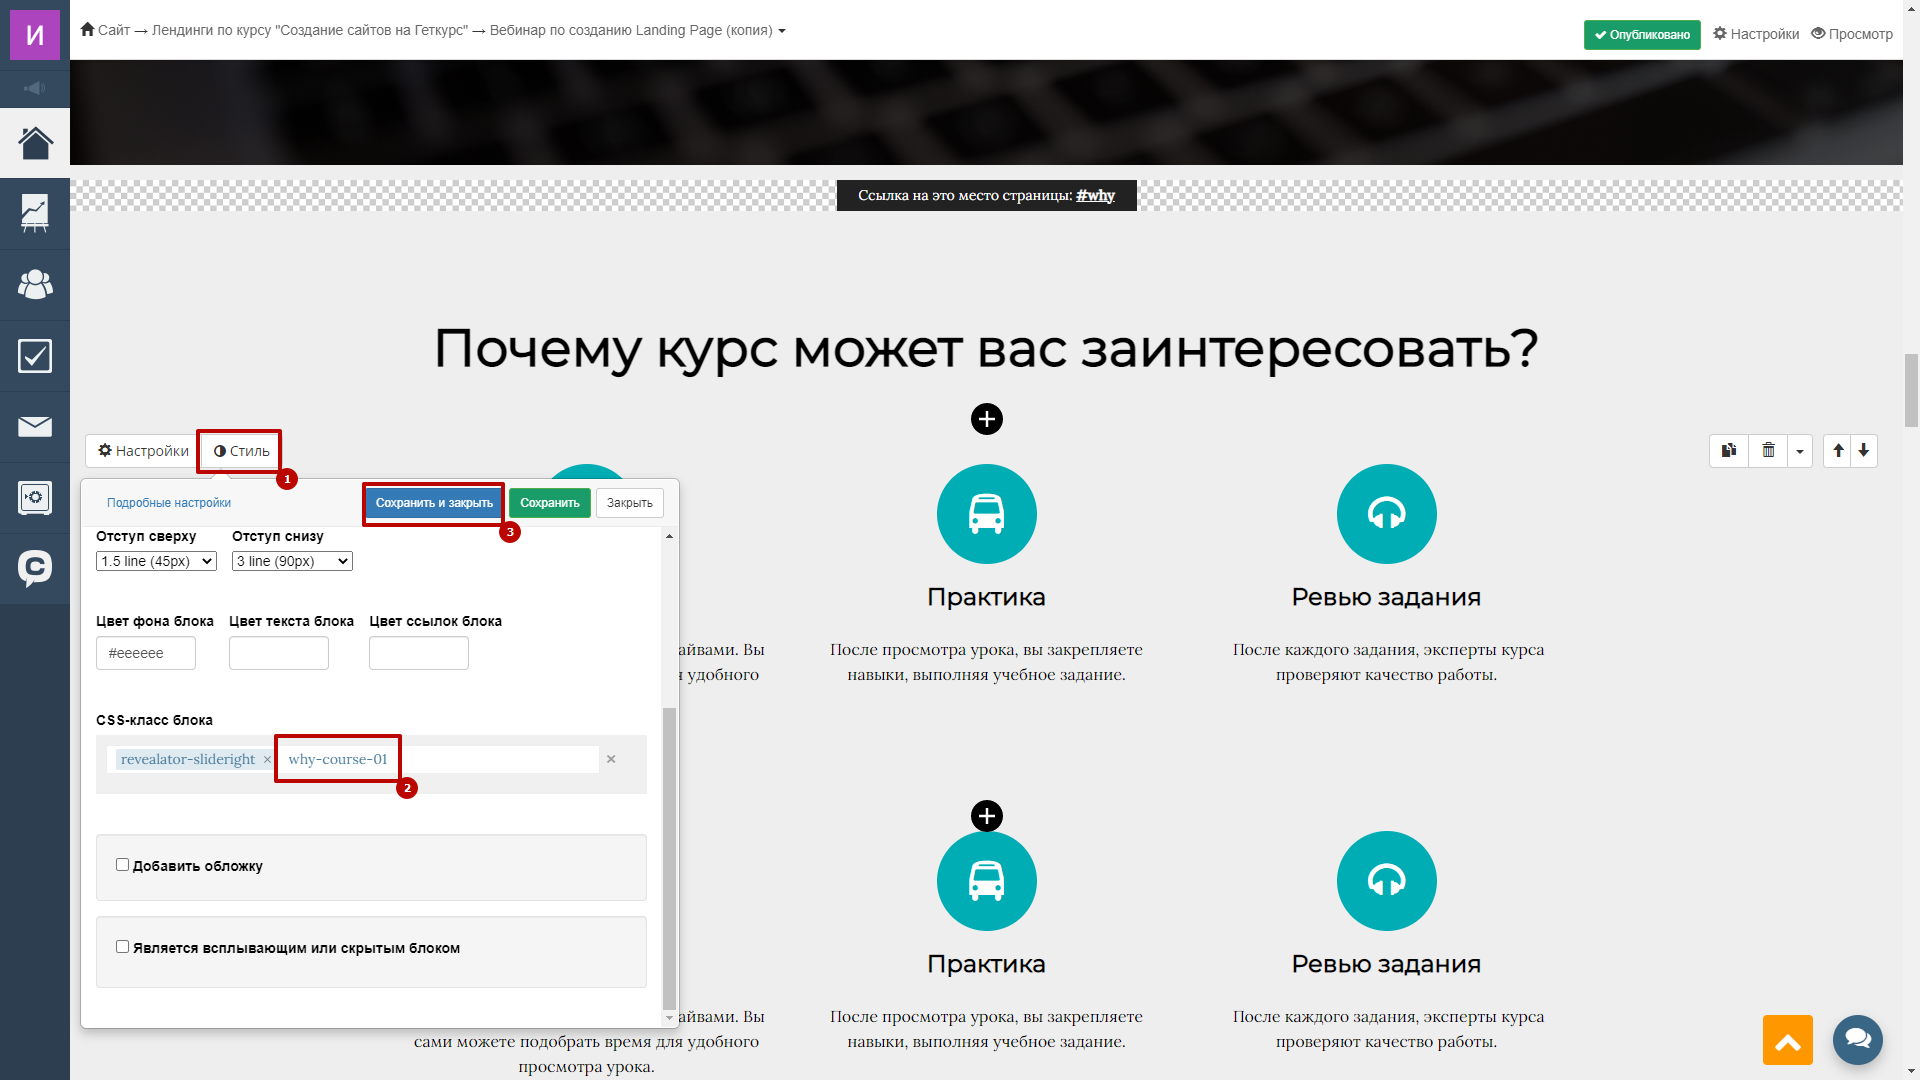 И
Сайт → Лендинги по курсу "Создание сайтов на Геткурс" → Вебинар по созданию Landing Page (копия)
Опубликовано
Настройки
Просмотр
Ссылка на это место страницы: #why
Почему курс может вас заинтересовать?
Настройки
Стиль
1
Подробные настройки
Сохранить и закрыть
Сохранить
Закрыть
3
Отступ сверху
Отступ снизу
1.5 line (45px)
3 line (90px)
Цвет фона блока
Цвет текста блока
Цвет ссылок блока
#eeeeee
CSS-класс блока
revealator-slideright ×
why-course-01
×
2
Добавить обложку
Является всплывающим или скрытым блоком
айвами. Вы
удобного
Практика
После просмотра урока, вы закрепляете
навыки, выполняя учебное задание.
Ревью задания
После каждого задания, эксперты курса
проверяют качество работы.
айвами. Вы
сами можете подобрать время для удобного
просмотра урока.
Практика
После просмотра урока, вы закрепляете
навыки, выполняя учебное задание.
Ревью задания
После каждого задания, эксперты курса
проверяют качество работы.